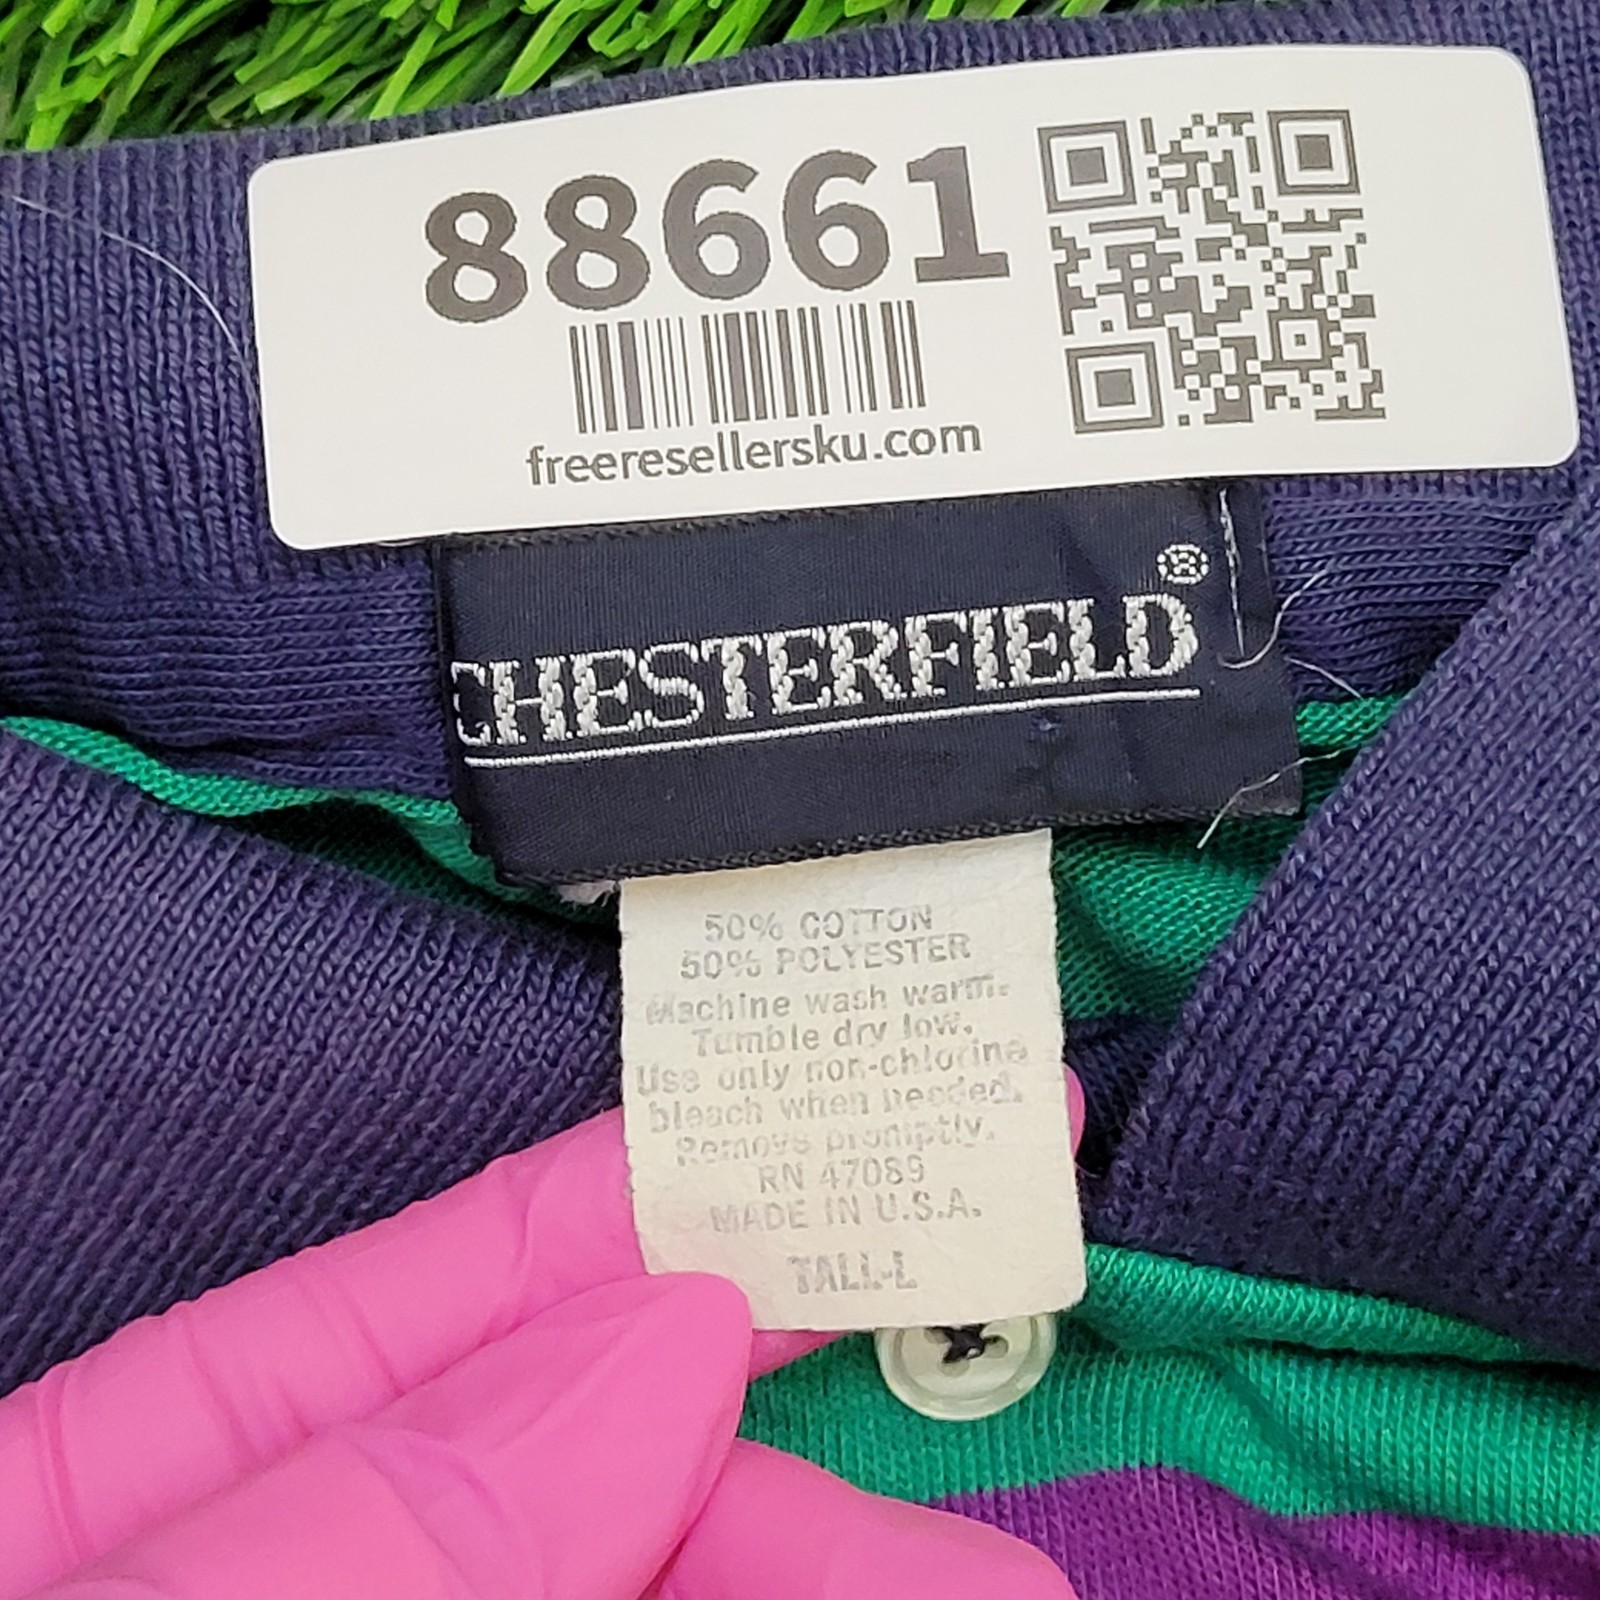 88661
freeresellersku.com
CHESTERFIELD®
50% COTTON
50% POLYESTER
Machine wash warm.
Tumble dry low.
Use only non-chlorine
bleach when needed.
Remove promptly.
RN 47089
MADE IN U.S.A.
TALL-L